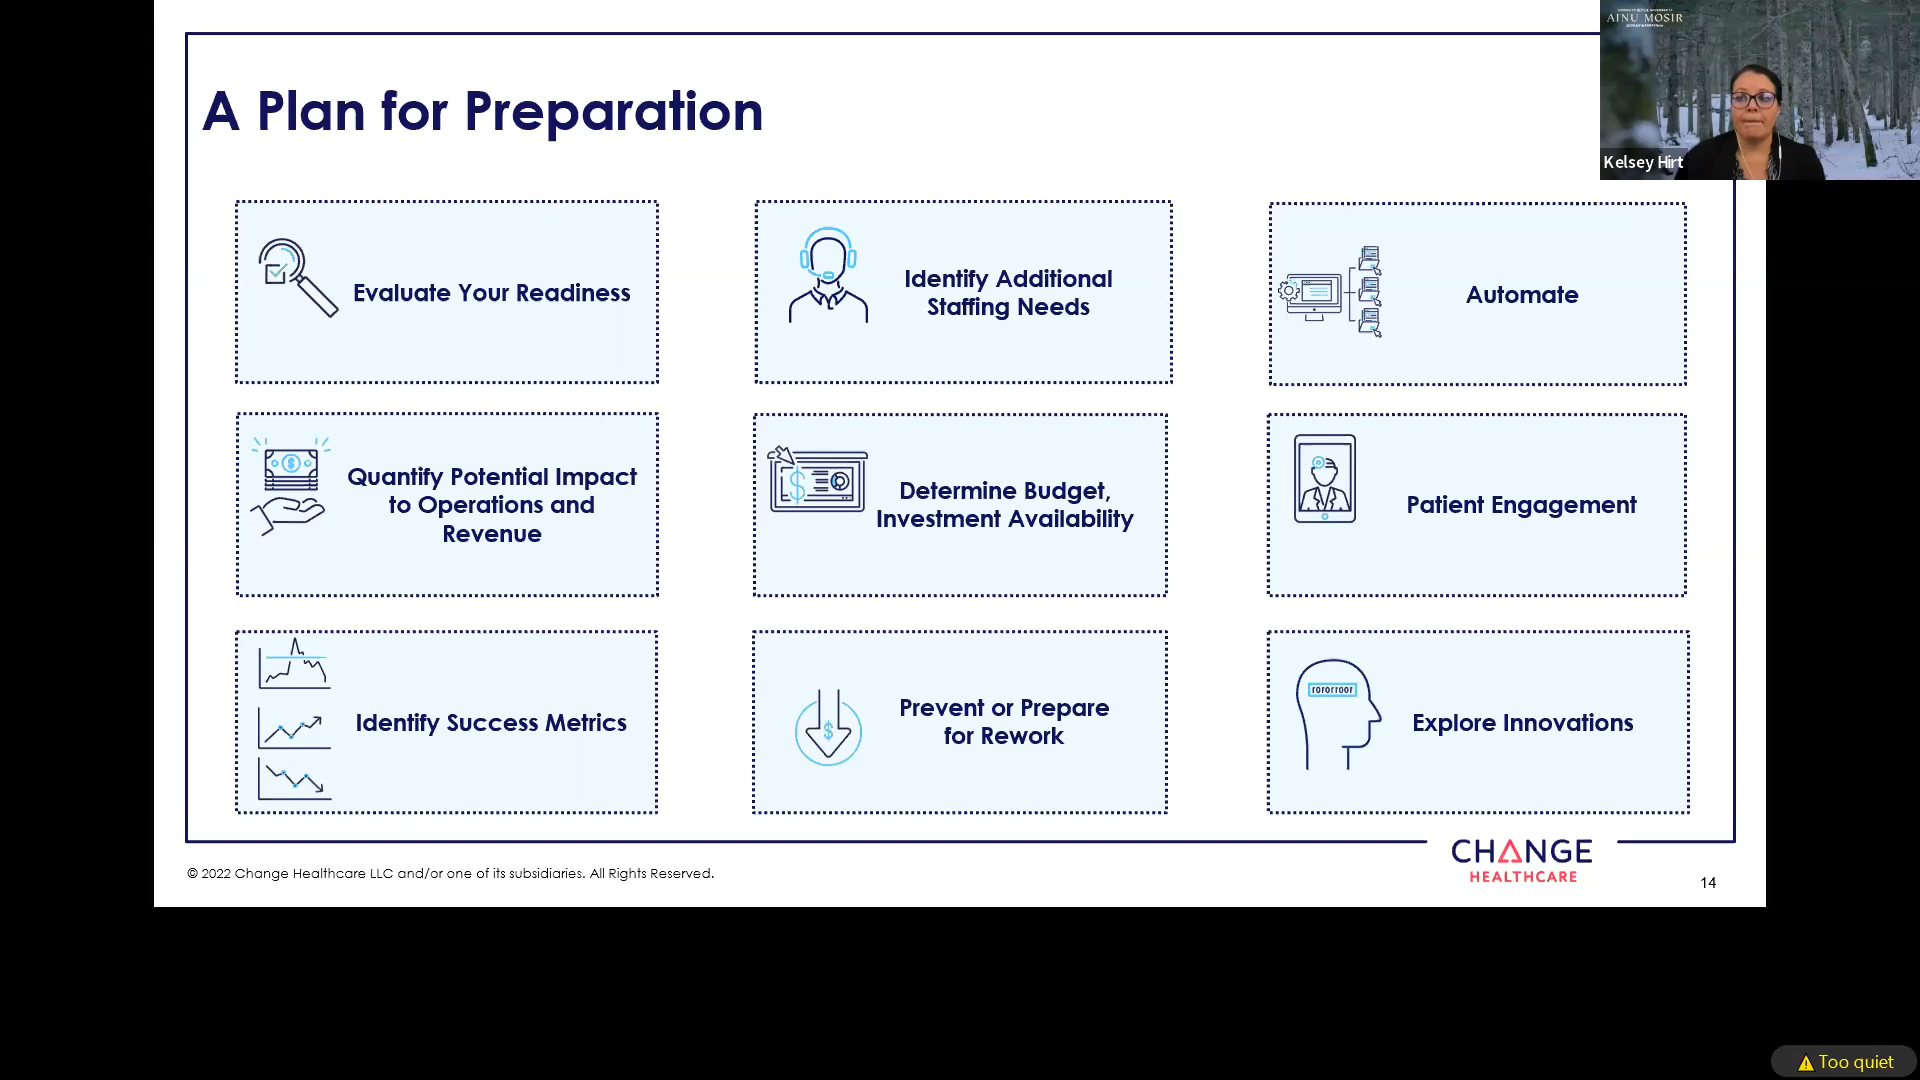 AINU MOSIR
Kelsey Hirt
A Plan for Preparation
Evaluate Your Readiness
Identify Additional
Staffing Needs
Automate
Quantify Potential Impact
to Operations and
Revenue
Determine Budget,
Investment Availability
Patient Engagement
Identify Success Metrics
Prevent or Prepare
for Rework
Explore Innovations
© 2022 Change Healthcare LLC and/or one of its subsidiaries. All Rights Reserved.
CHANGE
HEALTHCARE
14
Too quiet